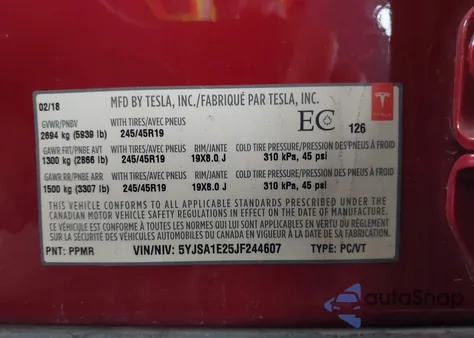 02/18 MFD BY TESLA, INC./FABRIQUÉ PAR TESLA, INC.
GVWR/PNBV WITH TIRES/AVEC PNEUS
2694 kg (5939 lb) 245/45R19 EC 126
GAWR FRT/PNBE AVT WITH TIRES/AVEC PNEUS RIM/JANTE COLD TIRE PRESSURE/PRESSION DES PNEUS À FROID
1300 kg (2866 lb) 245/45R19 19X8.0 J 310 kPa, 45 psi
GAWR RR/PNBE ARR WITH TIRES/AVEC PNEUS RIM/JANTE COLD TIRE PRESSURE/PRESSION DES PNEUS À FROID
1500 kg (3307 lb) 245/45R19 19X8.0 J 310 kPa, 45 psi
THIS VEHICLE CONFORMS TO ALL APPLICABLE STANDARDS PRESCRIBED UNDER THE
CANADIAN MOTOR VEHICLE SAFETY REGULATIONS IN EFFECT ON THE DATE OF MANUFACTURE.
CE VÉHICULE EST CONFORME À TOUTES LES NORMES QUI LUI SONT APPLICABLES EN VERTU DU RÈGLEMENT
SUR LA SÉCURITÉ DES VÉHICULES AUTOMOBILES DU CANADA EN VIGUEUR À LA DATE DE SA FABRICATION.
PNT: PPMR VIN/NIV: 5YJSA1E25JF244607 TYPE: PC/VT
TESLA
autoSnap